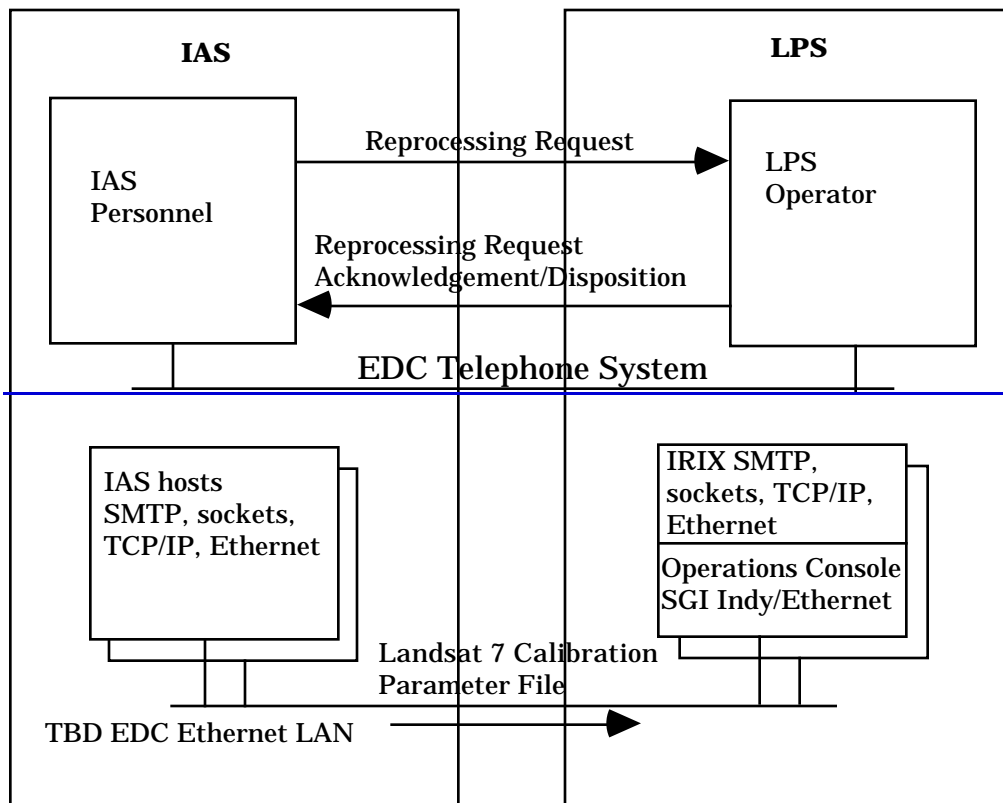 IAS
LPS
Reprocessing Request
IAS
Personnel
LPS
Operator
Reprocessing Request
Acknowledgement/Disposition
EDC Telephone System
IAS hosts
SMTP, sockets,
TCP/IP, Ethernet
IRIX SMTP,
sockets, TCP/IP,
Ethernet
Operations Console
SGI Indy/Ethernet
Landsat 7 Calibration
Parameter File
TBD EDC Ethernet LAN